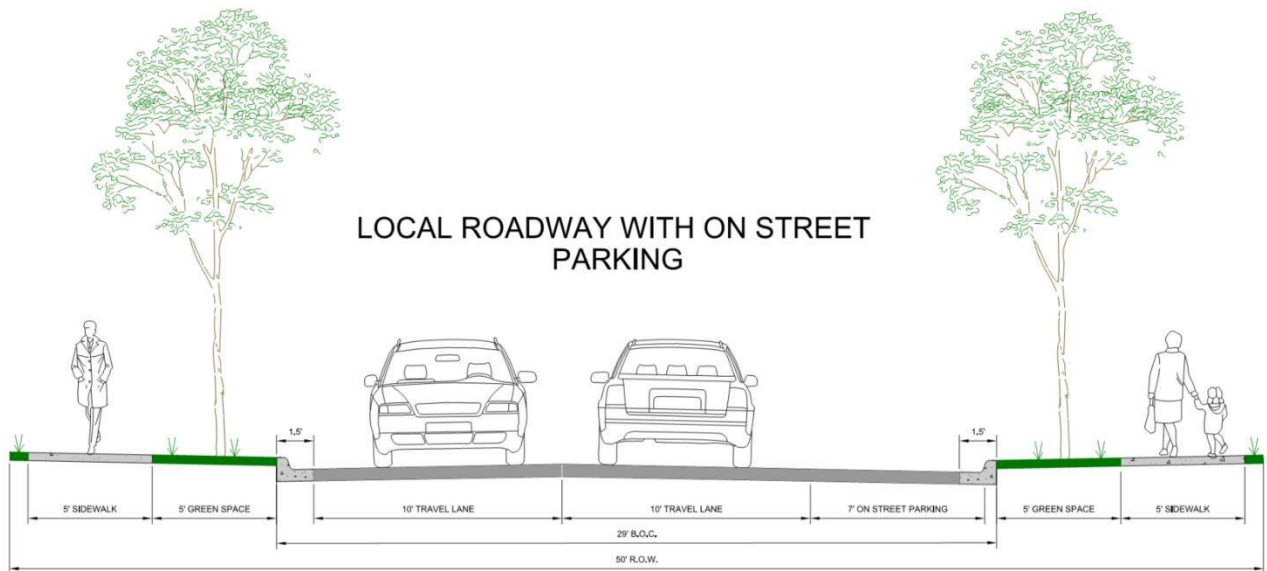 LOCAL ROADWAY WITH ON STREET
PARKING
1.5'
1.5'
5' SIDEWALK
5' GREEN SPACE
10' TRAVEL LANE
10' TRAVEL LANE
7' ON STREET PARKING
5' GREEN SPACE
5' SIDEWALK
29' B.O.C.
50' R.O.W.